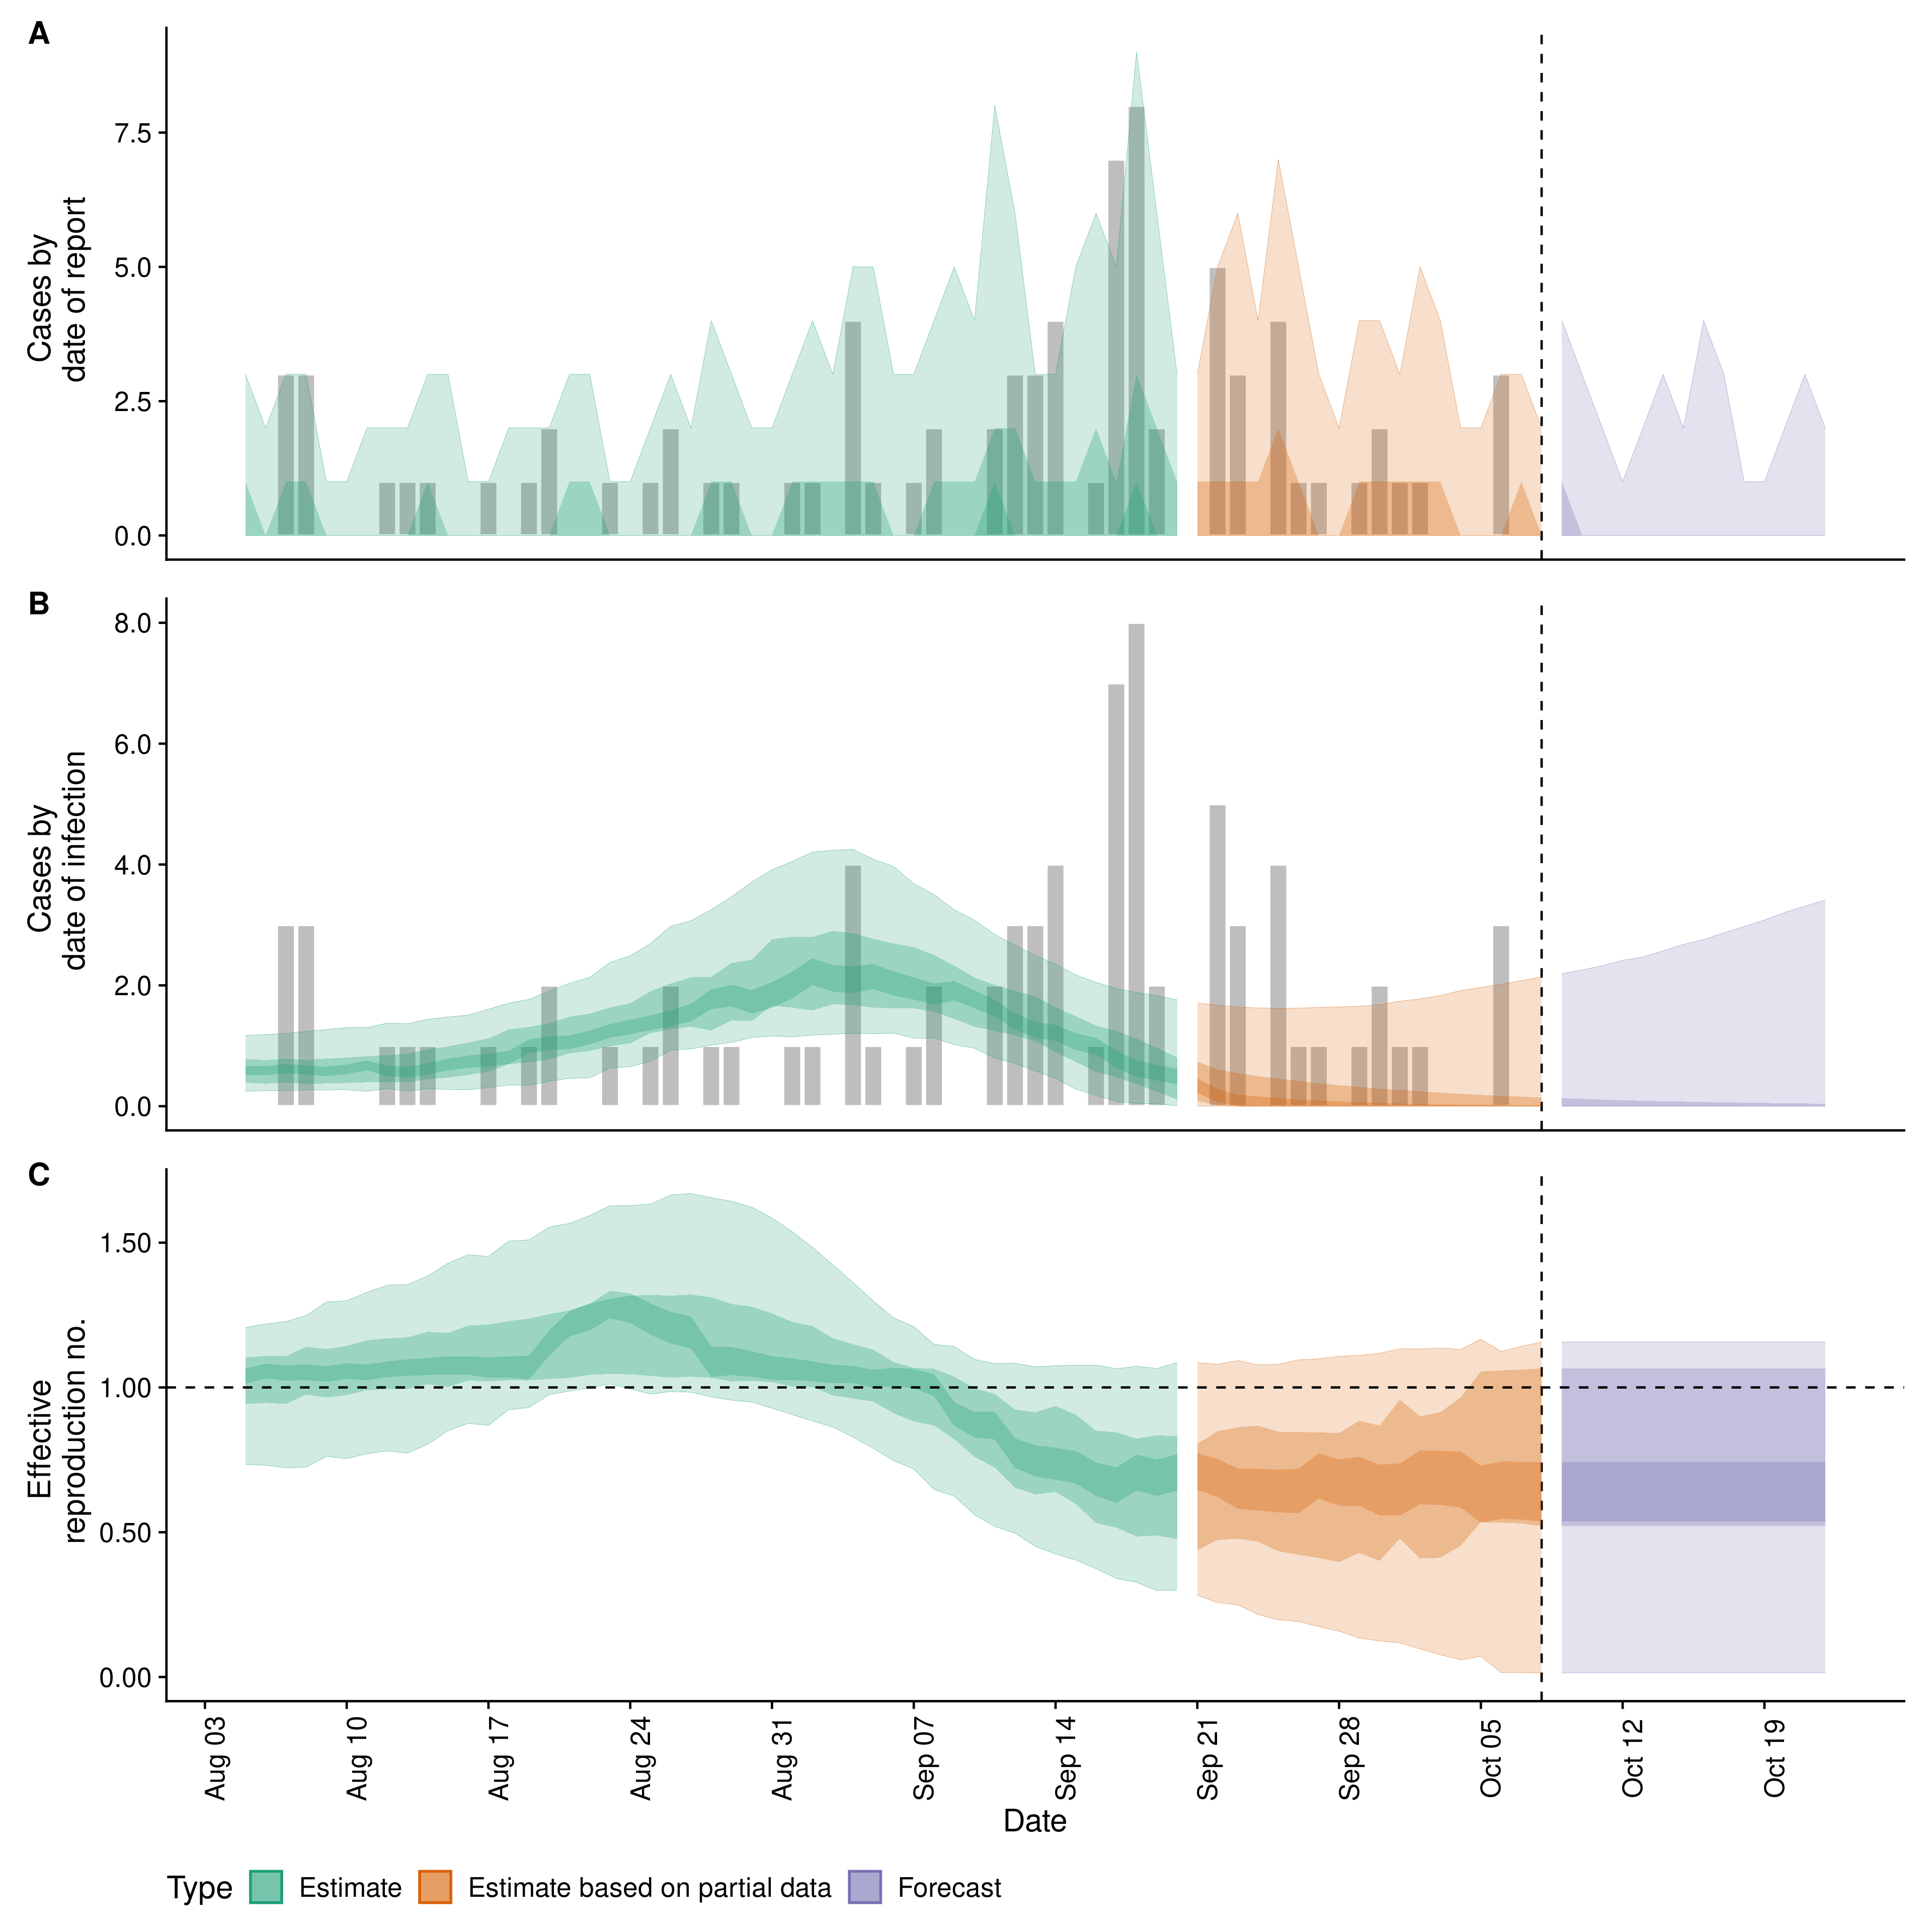 A
Cases by
date of report
7.5
5.0
2.5
0.0
B
Cases by
date of infection
8.0
6.0
4.0
2.0
0.0
C
Effective
reproduction no.
1.50
1.00
0.50
0.00
Aug 03
Aug 10
Aug 17
Aug 24
Aug 31
Sep 07
Sep 14
Sep 21
Sep 28
Oct 05
Oct 12
Oct 19
Date
Type
Estimate
Estimate based on partial data
Forecast